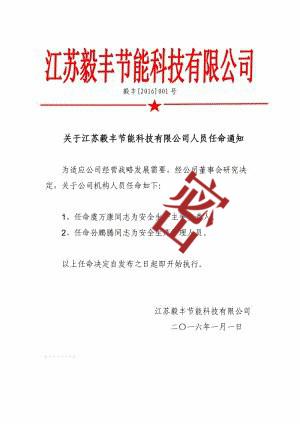 江苏毅丰节能科技有限公司
毅丰[2016]001号
关于江苏毅丰节能科技有限公司人员任命通知
为适应公司经营战略发展需要，经公司董事会研究决
定，关于公司机构人员任命如下：
1、任命虞万康同志为安全生主人。
2、任命孙鹏腾同志为安全生理人员。
以上任命决定自发布之日起即开始执行。
江苏毅丰节能科技有限公司
二〇一六年一月一日
密